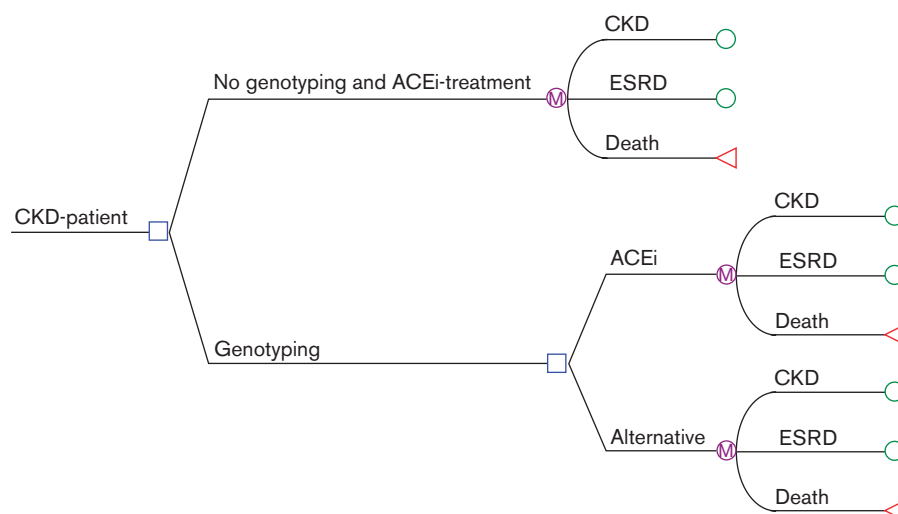 CKD
No genotyping and ACEi-treatment
M
ESRD
Death
CKD-patient
CKD
ACEi
M
ESRD
Death
Genotyping
CKD
Alternative
M
ESRD
Death